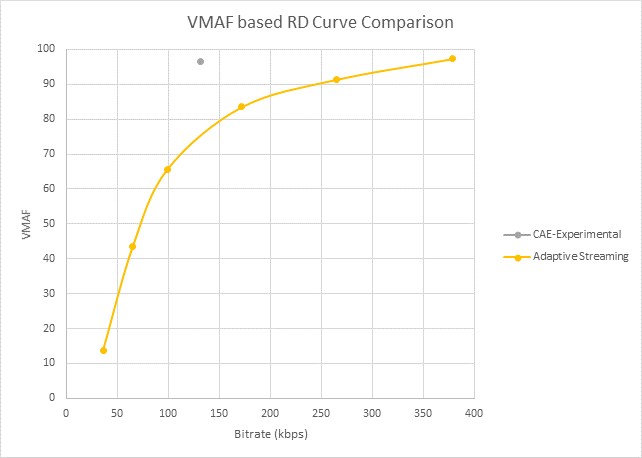 VMAF based RD Curve Comparison
100
90
80
70
60
50
40
30
20
10
0
VMAF
0 50 100 150 200 250 300 350 400
Bitrate (kbps)
CAE-Experimental
Adaptive Streaming